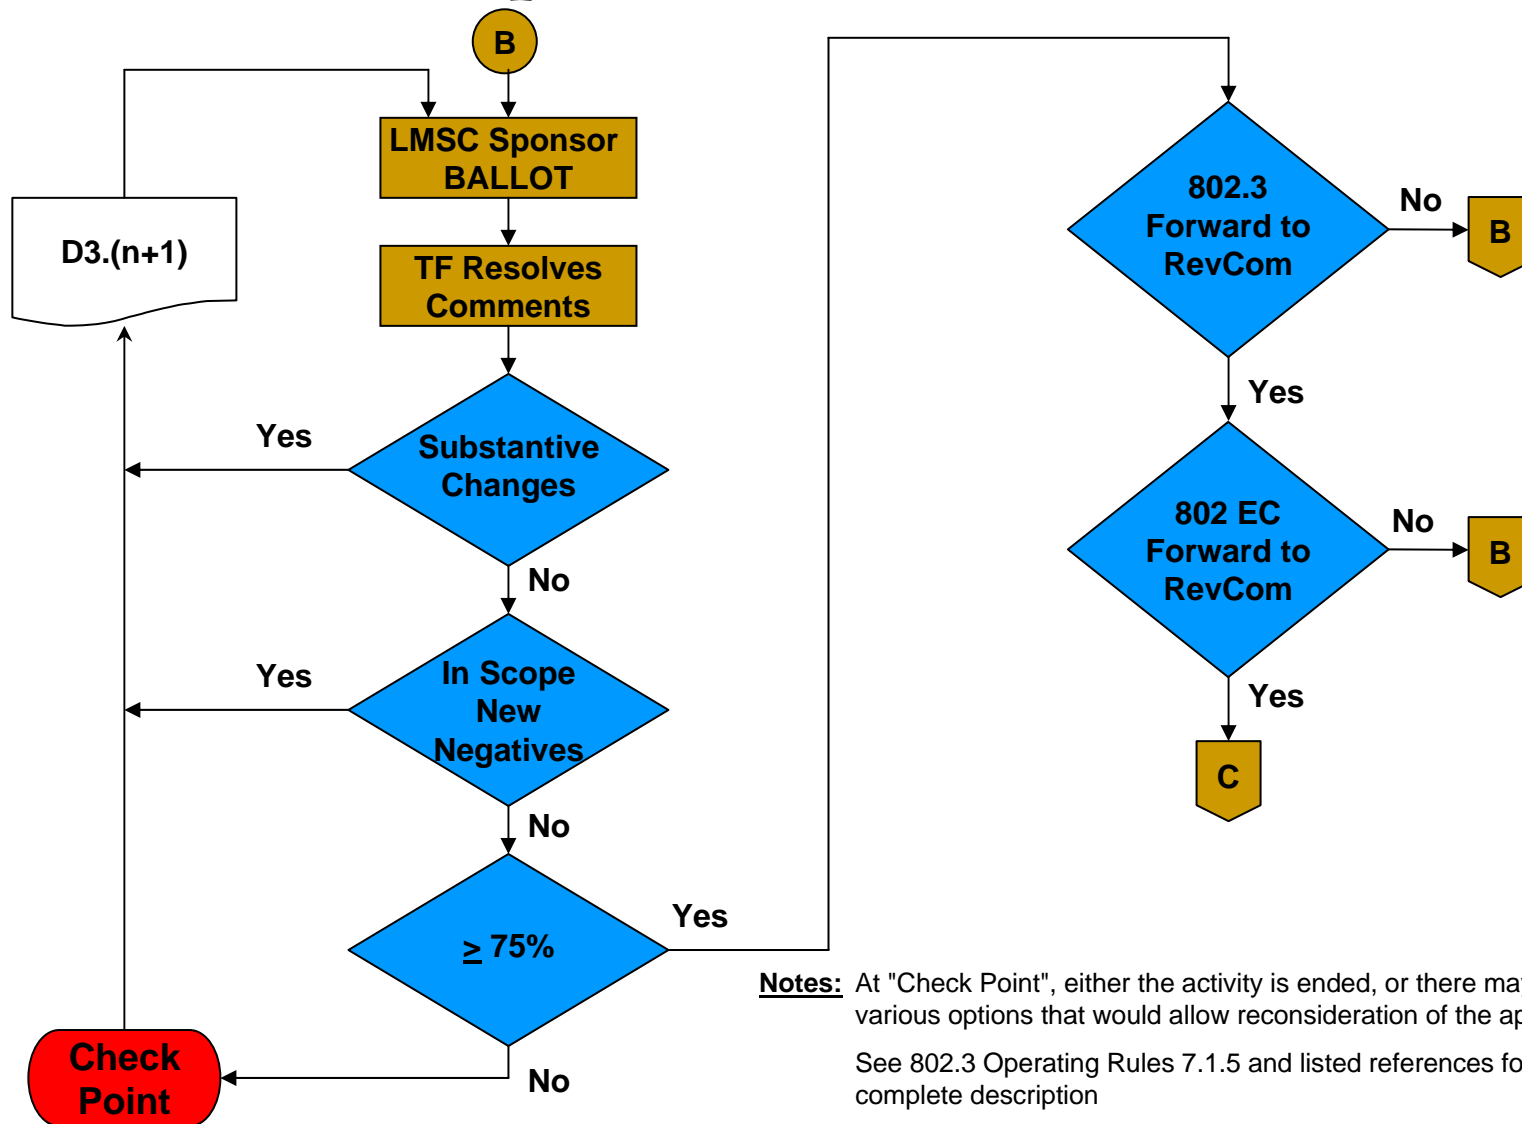 B
LMSC Sponsor
BALLOT
D3.(n+1)
TF Resolves
Comments
Substantive
Changes
Yes
No
In Scope
New
Negatives
Yes
No
≥ 75%
Yes
No
Check
Point
802.3
Forward to
RevCom
No
B
Yes
802 EC
Forward to
RevCom
No
B
Yes
C
Notes: At "Check Point", either the activity is ended, or there may
various options that would allow reconsideration of the
See 802.3 Operating Rules 7.1.5 and listed references
complete description